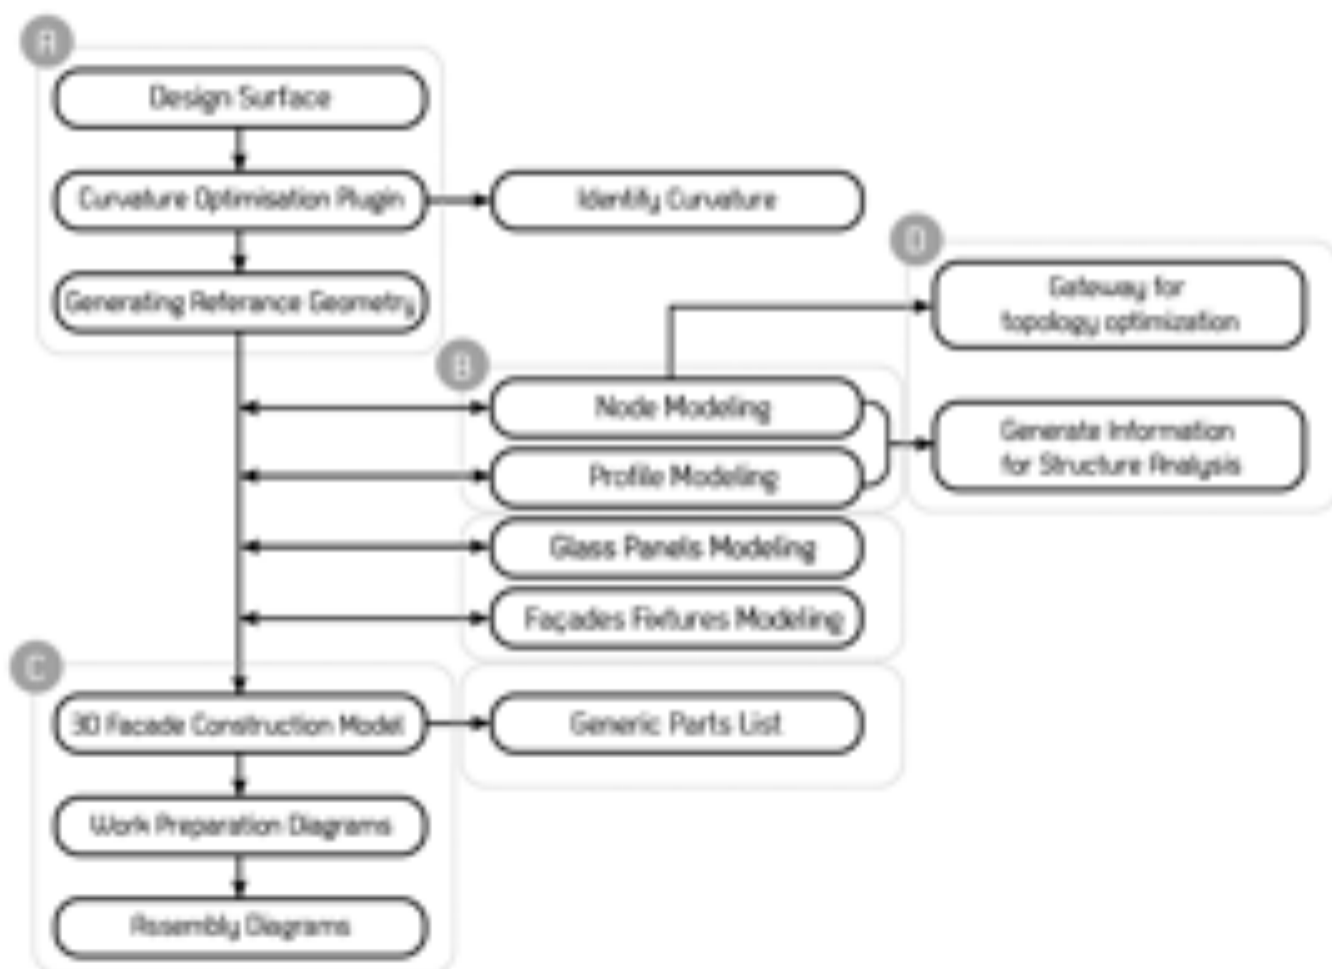 A
Design Surface
Curvature Optimisation Plugin
Identify Curvature
Generating Referance Geometry
D
Gateway for
topology optimization
B
Node Modeling
Generate Information
for Structure Analysis
Profile Modeling
Glass Panels Modeling
Façades Fixtures Modeling
C
3D Facade Construction Model
Generic Parts List
Work Preparation Diagrams
Assembly Diagrams